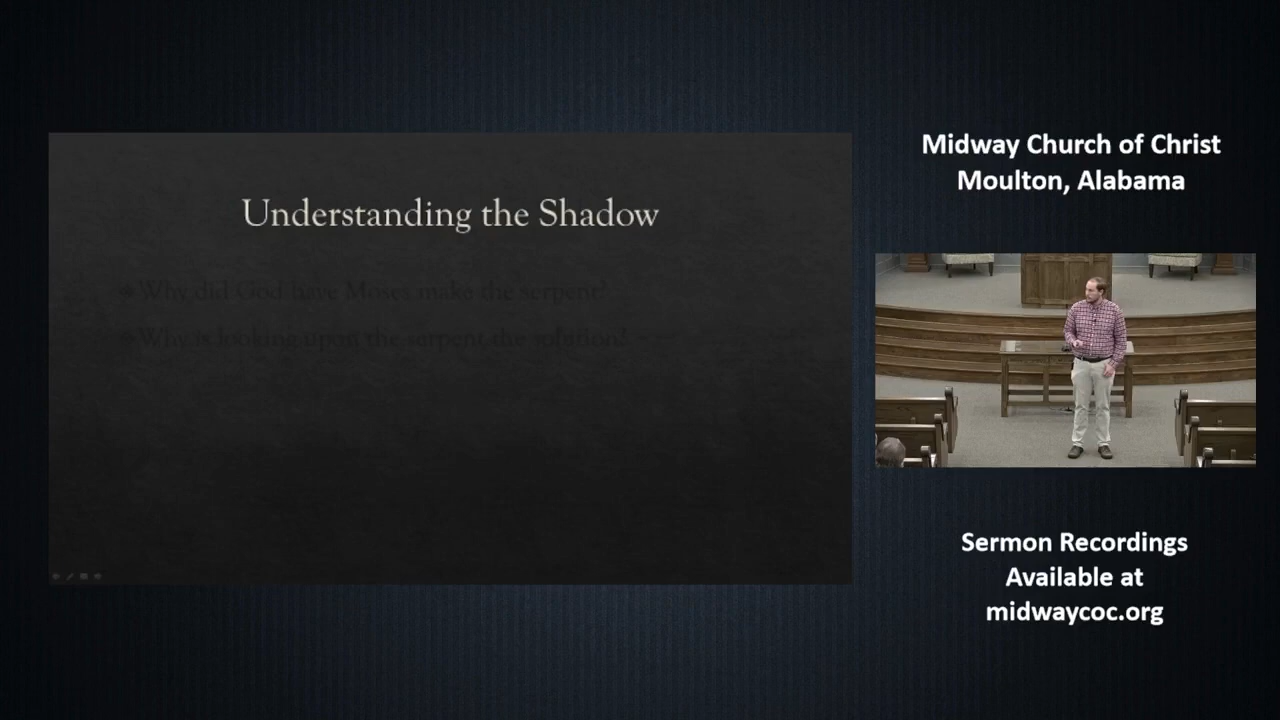 Understanding the Shadow
Why did God have Moses make the serpent?
Why is looking upon the serpent the solution?
Midway Church of Christ
Moulton, Alabama
Sermon Recordings
Available at
midwaycoc.org